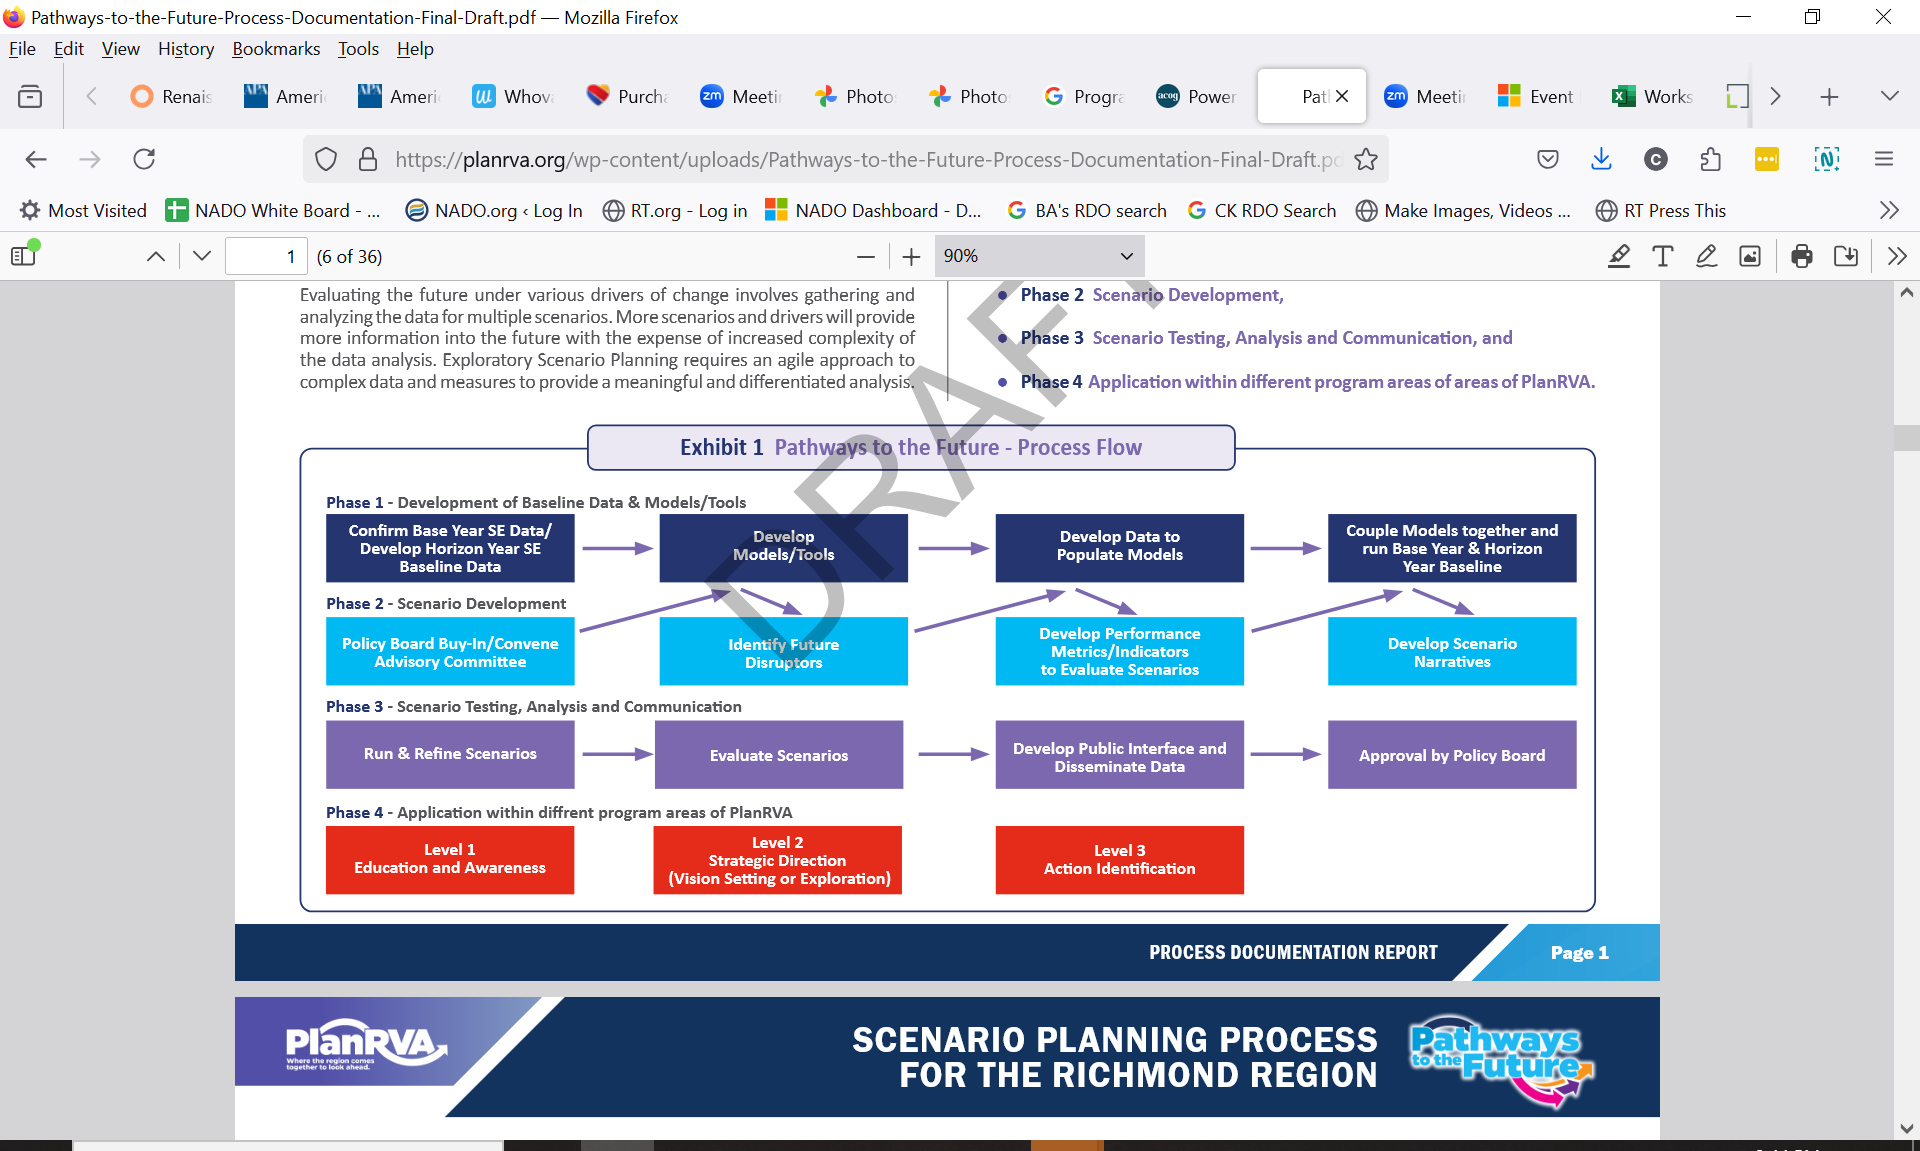 Pathways-to-the-Future-Process-Documentation-Final-Draft.pdf — Mozilla Firefox
File Edit View History Bookmarks Tools Help
Renais Ameri Ameri Whova Purcha Meetin Photo Photo Progra Power Pat Meetin Event Works
https://planrva.org/wp-content/uploads/Pathways-to-the-Future-Process-Documentation-Final-Draft.pd
Most Visited NADO White Board - ... NADO.org ‹ Log In RT.org - Log in NADO Dashboard - D... BA's RDO search CK RDO Search Make Images, Videos ... RT Press This
1 (6 of 36) 90%
Evaluating the future under various drivers of change involves gathering and
analyzing the data for multiple scenarios. More scenarios and drivers will provide
more information into the future with the expense of increased complexity of
the data analysis. Exploratory Scenario Planning requires an agile approach to
complex data and measures to provide a meaningful and differentiated analysis.
• Phase 2 Scenario Development,
• Phase 3 Scenario Testing, Analysis and Communication, and
• Phase 4 Application within different program areas of areas of PlanRVA.
DRAFT
Exhibit 1 Pathways to the Future - Process Flow
Phase 1 - Development of Baseline Data & Models/Tools
Confirm Base Year SE Data/
Develop Horizon Year SE
Baseline Data
Develop
Models/Tools
Develop Data to
Populate Models
Couple Models together and
run Base Year & Horizon
Year Baseline
Phase 2 - Scenario Development
Policy Board Buy-In/Convene
Advisory Committee
Identify Future
Disruptors
Develop Performance
Metrics/Indicators
to Evaluate Scenarios
Develop Scenario
Narratives
Phase 3 - Scenario Testing, Analysis and Communication
Run & Refine Scenarios
Evaluate Scenarios
Develop Public Interface and
Disseminate Data
Approval by Policy Board
Phase 4 - Application within diffrent program areas of PlanRVA
Level 1
Education and Awareness
Level 2
Strategic Direction
(Vision Setting or Exploration)
Level 3
Action Identification
PROCESS DOCUMENTATION REPORT
Page 1
PlanRVA
Where the region comes
together to look ahead.
SCENARIO PLANNING PROCESS
FOR THE RICHMOND REGION
Pathways
to the Future